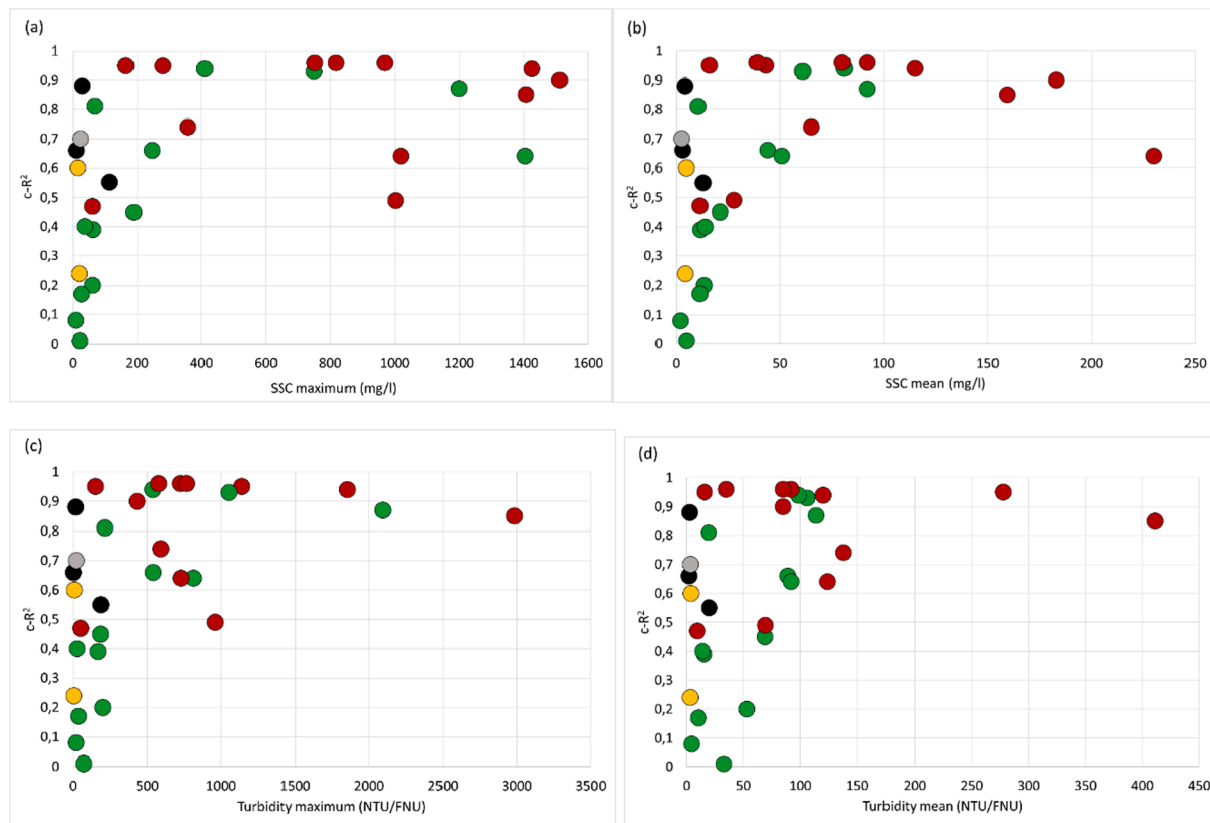 (a)
1
0,9
0,8
0,7
0,6
0,5
0,4
0,3
0,2
0,1
0
c-R²
0 200 400 600 800 1000 1200 1400 1600
SSC maximum (mg/l)
(b)
1
0,9
0,8
0,7
0,6
0,5
0,4
0,3
0,2
0,1
0
c-R²
0 50 100 150 200 250
SSC mean (mg/l)
(c)
1
0,9
0,8
0,7
0,6
0,5
0,4
0,3
0,2
0,1
0
c-R²
0 500 1000 1500 2000 2500 3000 3500
Turbidity maximum (NTU/FNU)
(d)
1
0,9
0,8
0,7
0,6
0,5
0,4
0,3
0,2
0,1
0
c-R²
0 50 100 150 200 250 300 350 400 450
Turbidity mean (NTU/FNU)